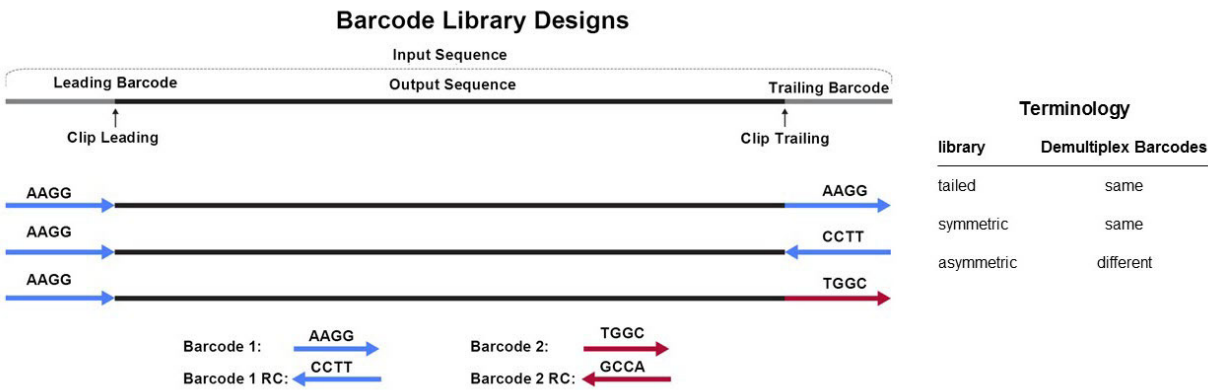 Barcode Library Designs
Input Sequence
Leading Barcode
Output Sequence
Trailing Barcode
Clip Leading
Clip Trailing
AAGG
AAGG
AAGG
CCTT
AAGG
TGGC
Barcode 1:
AAGG
Barcode 2:
TGGC
Barcode 1 RC:
CCTT
Barcode 2 RC:
GCCA
Terminology
library Demultiplex Barcodes
tailed same
symmetric same
asymmetric different